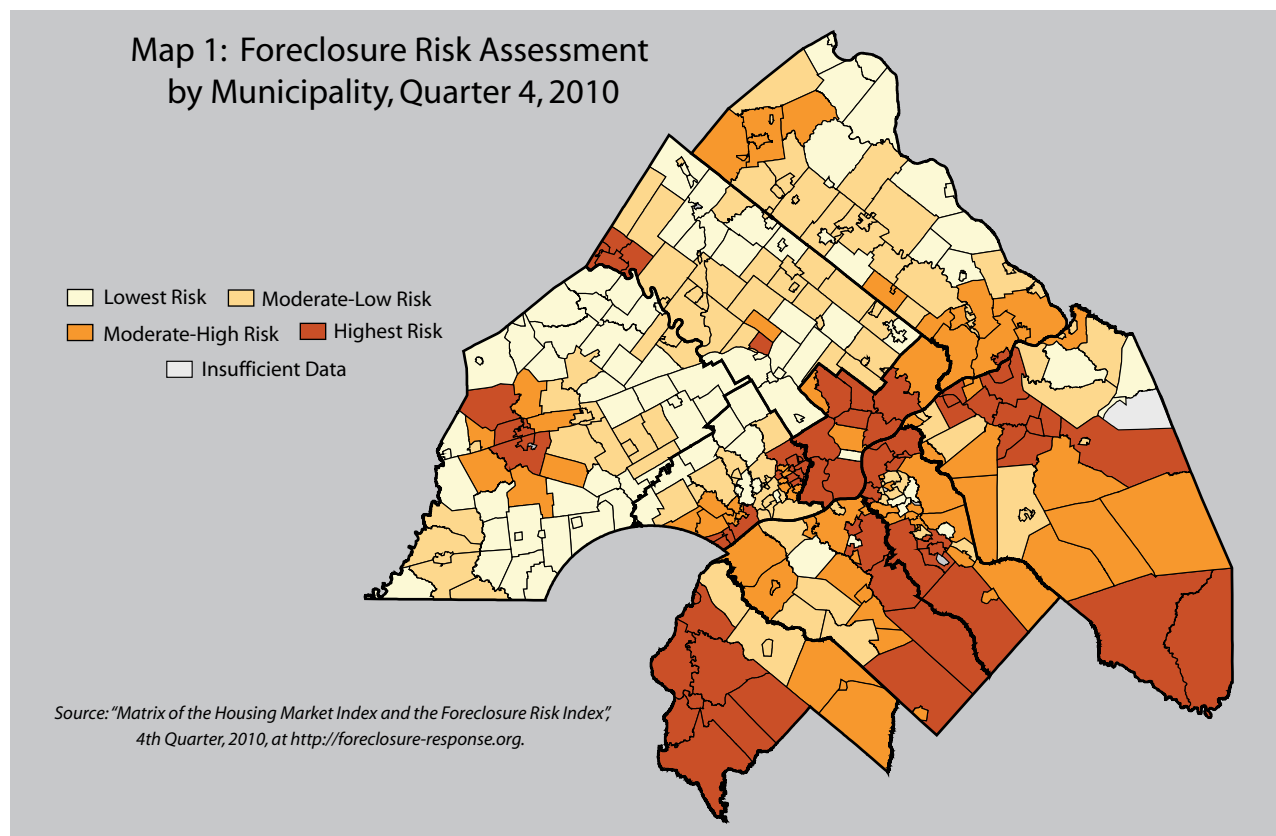 Map 1: Foreclosure Risk Assessment
by Municipality, Quarter 4, 2010
Lowest Risk
Moderate-Low Risk
Moderate-High Risk
Highest Risk
Insufficient Data
Source: “Matrix of the Housing Market Index and the Foreclosure Risk Index”,
4th Quarter, 2010, at http://foreclosure-response.org.